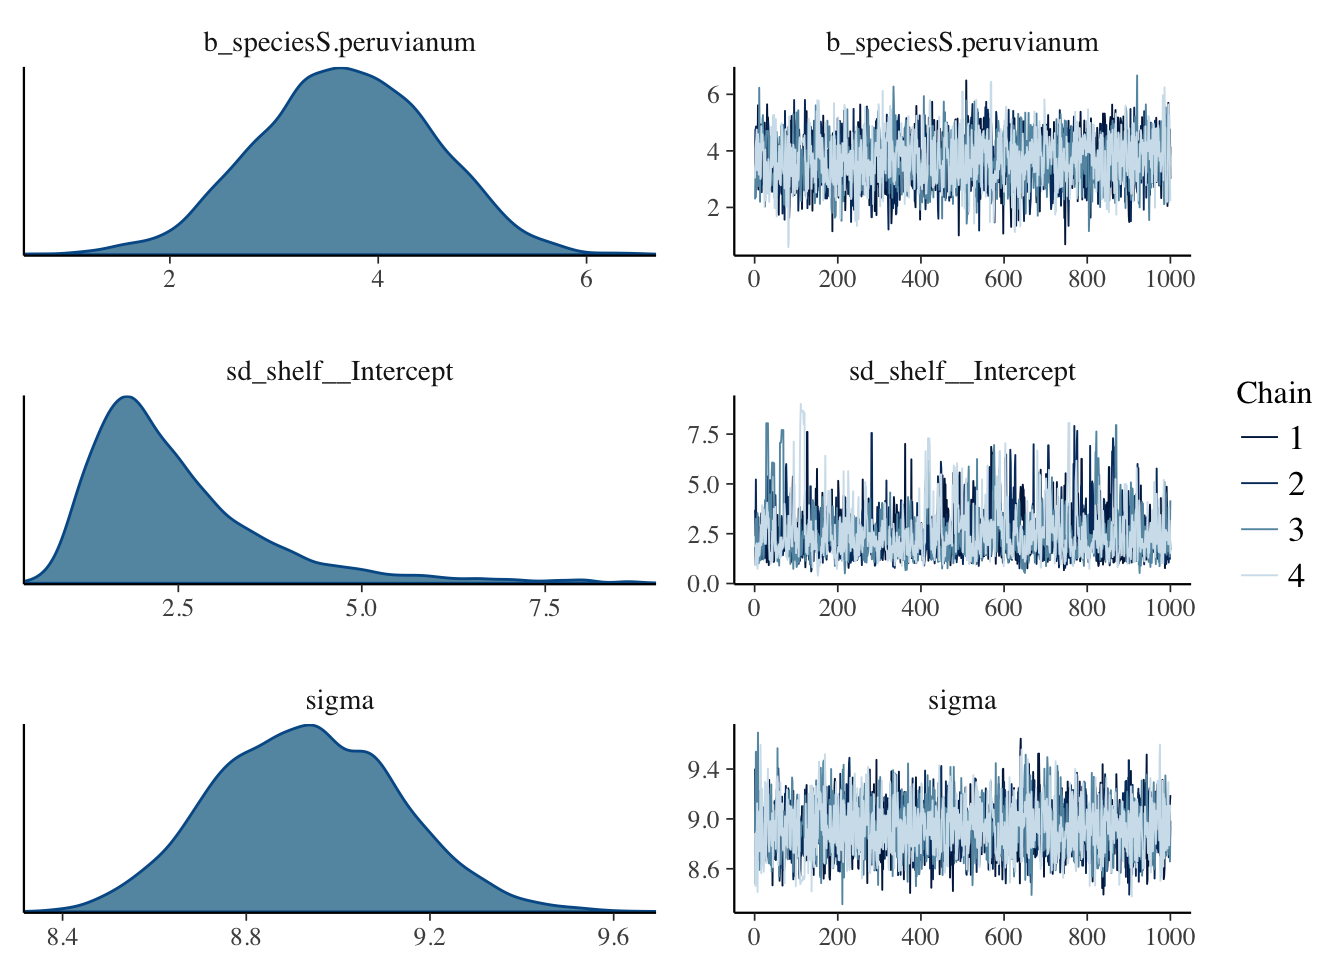 b_speciesS.peruvianum
b_speciesS.peruvianum
6
4
2
2 4 6
0 200 400 600 800 1000
sd_shelf__Intercept
sd_shelf__Intercept
7.5
5.0
2.5
0.0
2.5 5.0 7.5
0 200 400 600 800 1000
Chain
1
2
3
4
sigma
sigma
9.4
9.0
8.6
8.4 8.8 9.2 9.6
0 200 400 600 800 1000